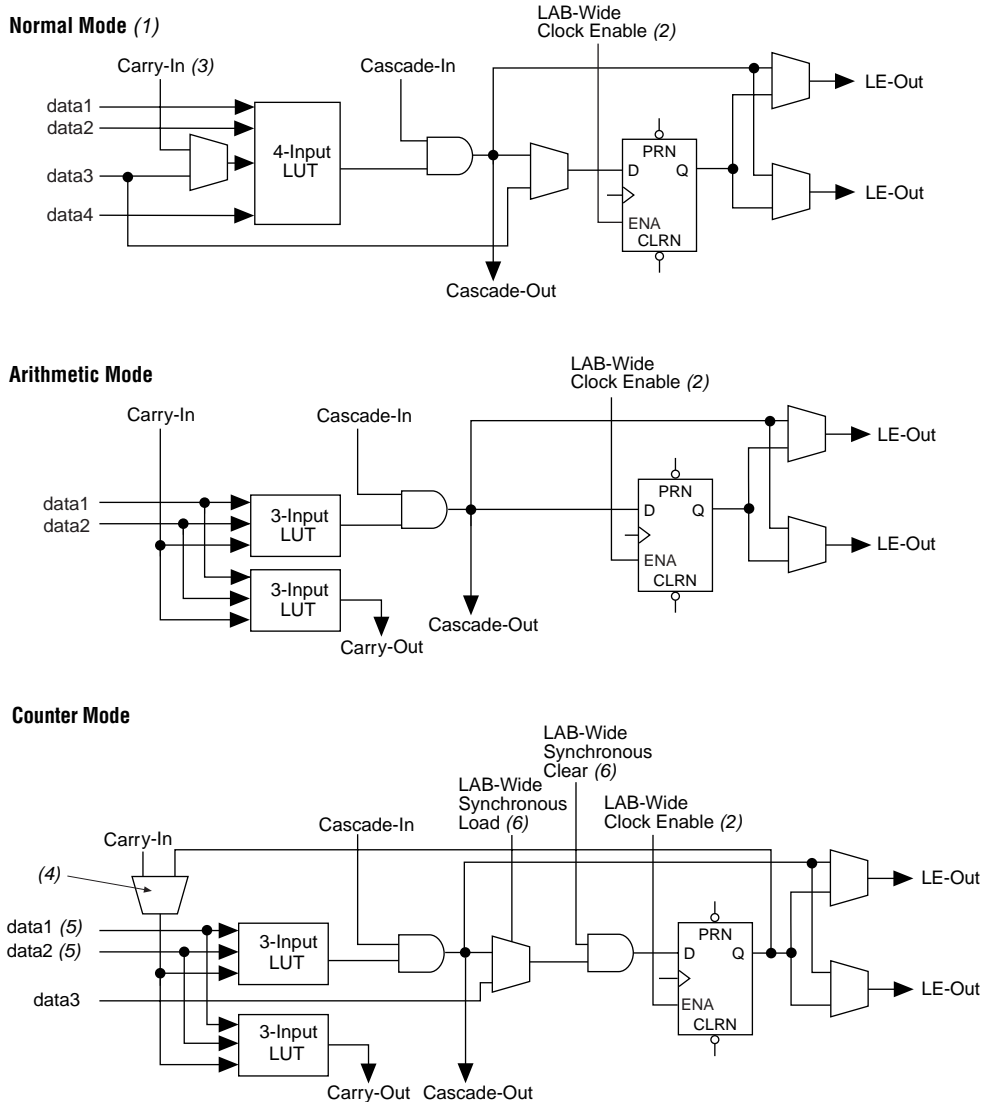 Normal Mode (1)
LAB-Wide
Clock Enable (2)
Carry-In (3)
Cascade-In
data1
data2
data3
data4
4-Input
LUT
PRN
D Q
ENA
CLRN
LE-Out
LE-Out
Cascade-Out
Arithmetic Mode
LAB-Wide
Clock Enable (2)
Carry-In
Cascade-In
data1
data2
3-Input
LUT
3-Input
LUT
PRN
D Q
ENA
CLRN
LE-Out
LE-Out
Cascade-Out
Carry-Out
Counter Mode
LAB-Wide
Synchronous
Clear (6)
LAB-Wide
Synchronous
Load (6)
LAB-Wide
Clock Enable (2)
Cascade-In
Carry-In
(4)
data1 (5)
data2 (5)
data3
3-Input
LUT
3-Input
LUT
PRN
D Q
ENA
CLRN
LE-Out
LE-Out
Carry-Out
Cascade-Out